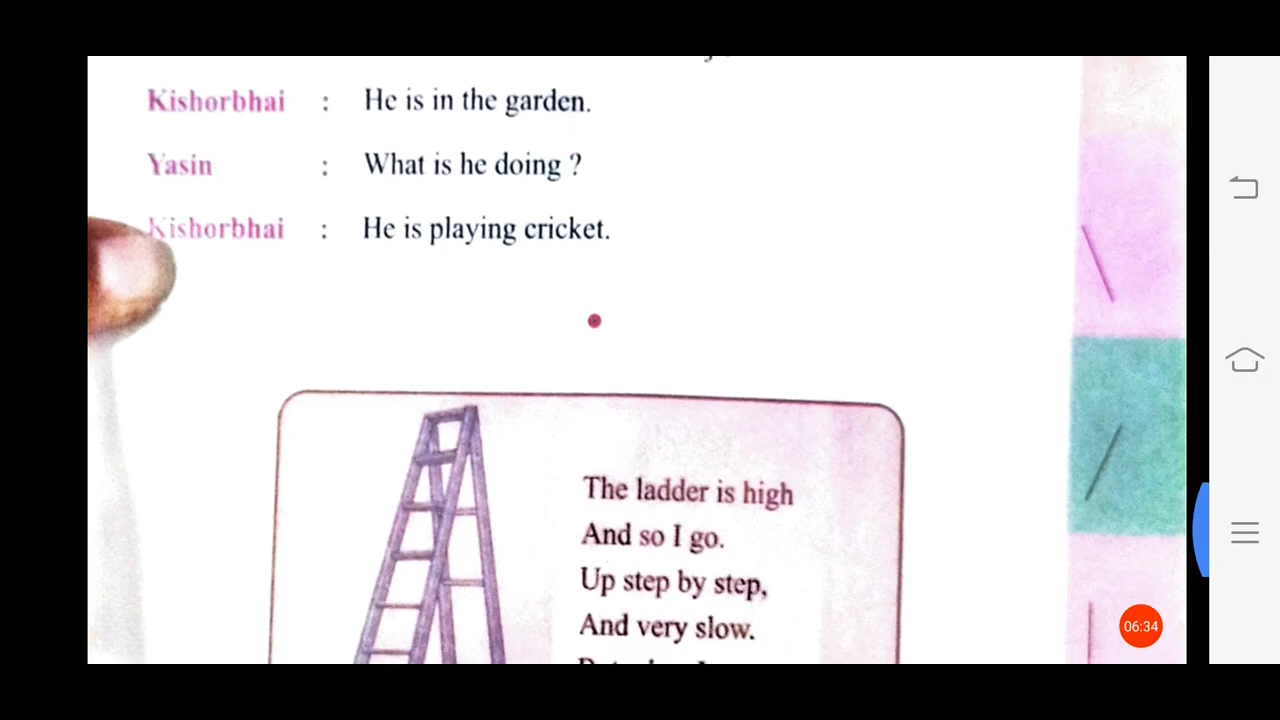 Kishorbhai : He is in the garden.
Yasin : What is he doing ?
Kishorbhai : He is playing cricket.
The ladder is high
And so I go.
Up step by step,
And very slow.
06:34